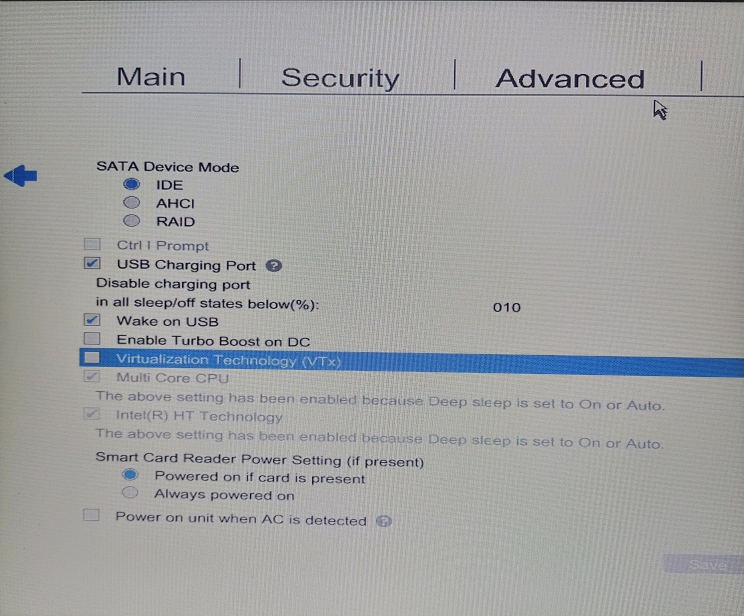 Main Security Advanced
SATA Device Mode
IDE
AHCI
RAID
Ctrl I Prompt
USB Charging Port ?
Disable charging port
in all sleep/off states below(%): 010
Wake on USB
Enable Turbo Boost on DC
Virtualization Technology (VTx)
Multi Core CPU
The above setting has been enabled because Deep sleep is set to On or Auto.
Intel(R) HT Technology
The above setting has been enabled because Deep sleep is set to On or Auto.
Smart Card Reader Power Setting (if present)
Powered on if card is present
Always powered on
Power on unit when AC is detected ?
Save